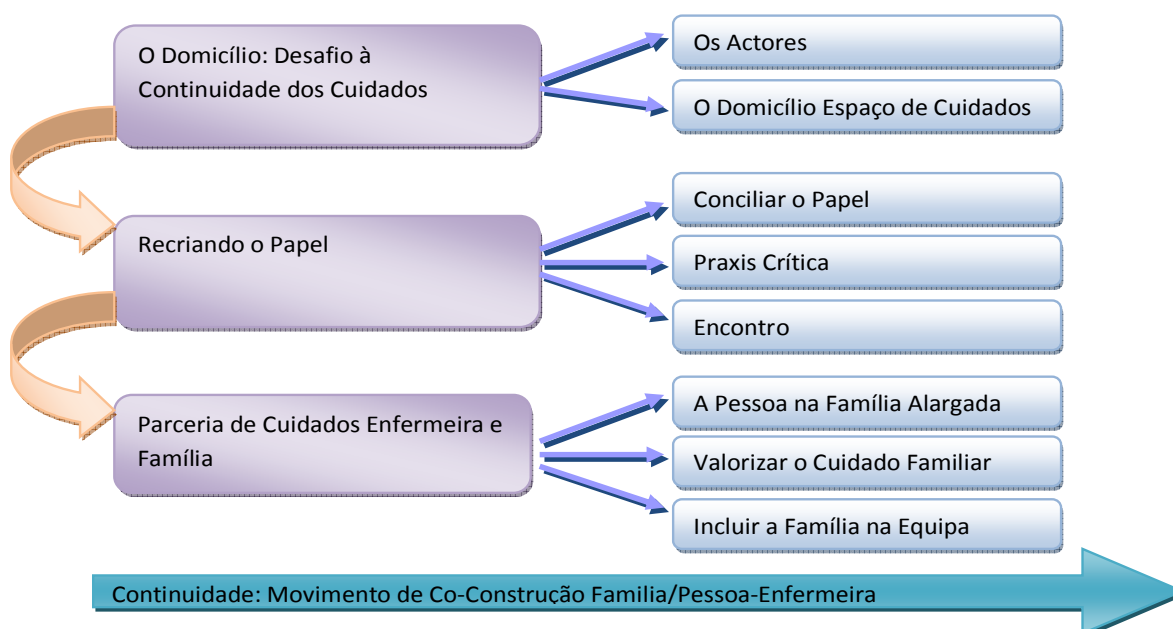 O Domicílio: Desafio à
Continuidade dos Cuidados
Os Actores
O Domicílio Espaço de Cuidados
Recriando o Papel
Conciliar o Papel
Praxis Crítica
Encontro
Parceria de Cuidados Enfermeira e
Família
A Pessoa na Família Alargada
Valorizar o Cuidado Familiar
Incluir a Família na Equipa
Continuidade: Movimento de Co-Construção Familia/Pessoa-Enfermeira